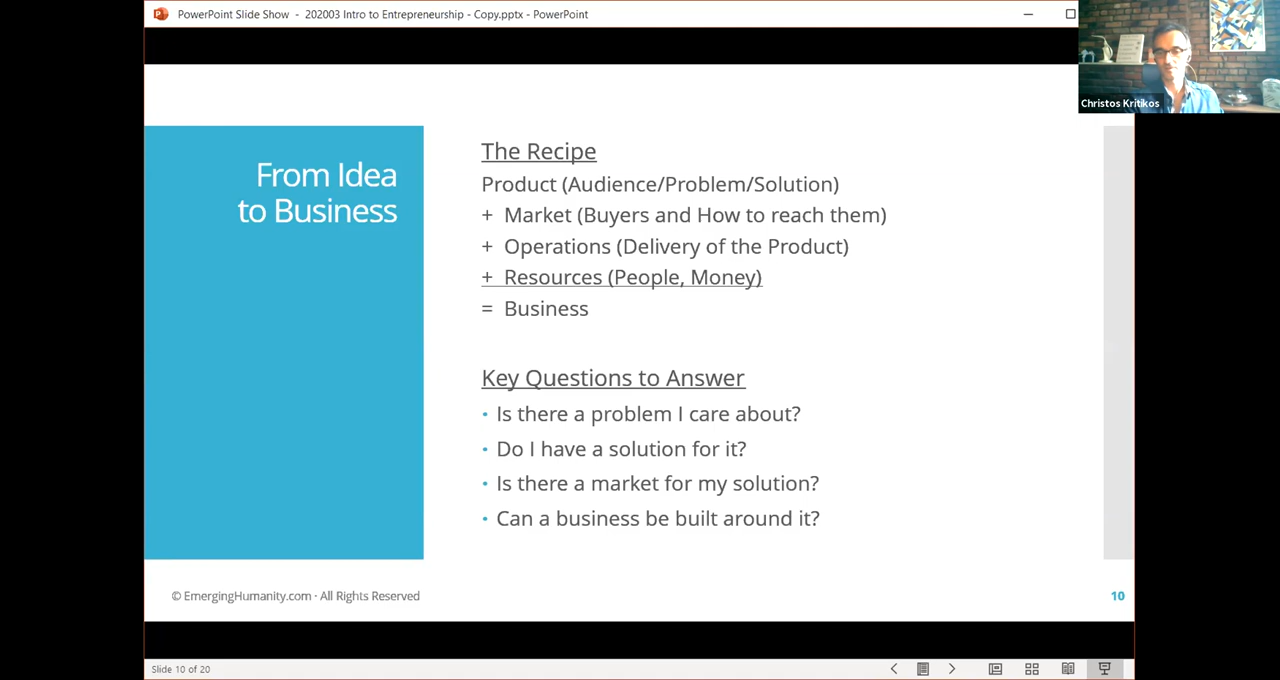 PowerPoint Slide Show - 202003 Intro to Entrepreneurship - Copy.pptx - PowerPoint
Christos Kritikos
From Idea
to Business
The Recipe
Product (Audience/Problem/Solution)
+ Market (Buyers and How to reach them)
+ Operations (Delivery of the Product)
+ Resources (People, Money)
= Business
Key Questions to Answer
• Is there a problem I care about?
• Do I have a solution for it?
• Is there a market for my solution?
• Can a business be built around it?
© EmergingHumanity.com · All Rights Reserved
10
Slide 10 of 20